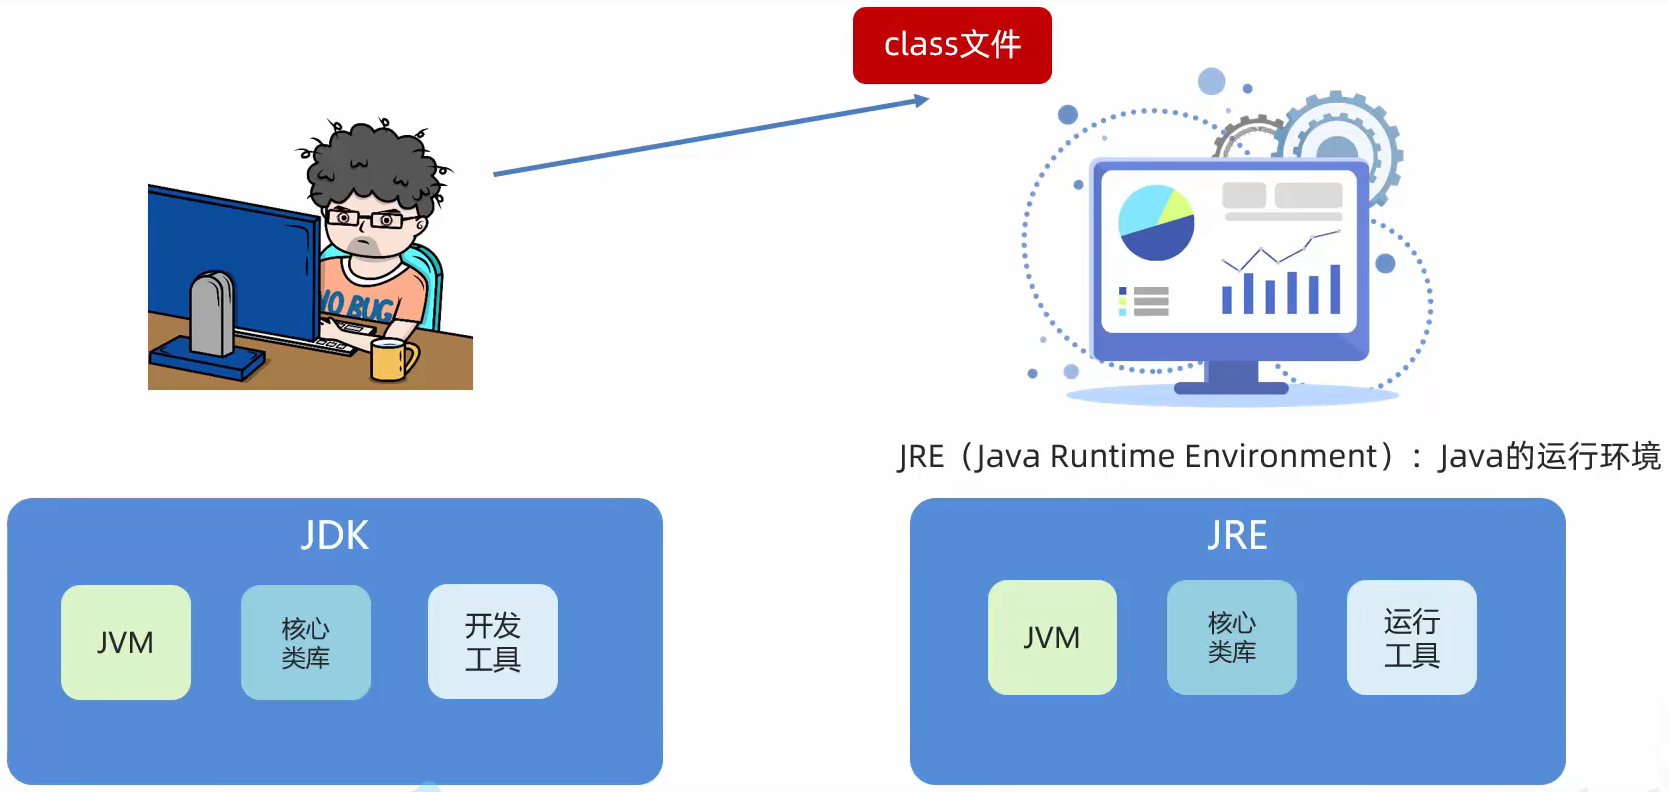 class文件
NO BUG
JRE（Java Runtime Environment）：Java的运行环境
JDK
JVM
核心
类库
开发
工具
JRE
JVM
核心
类库
运行
工具